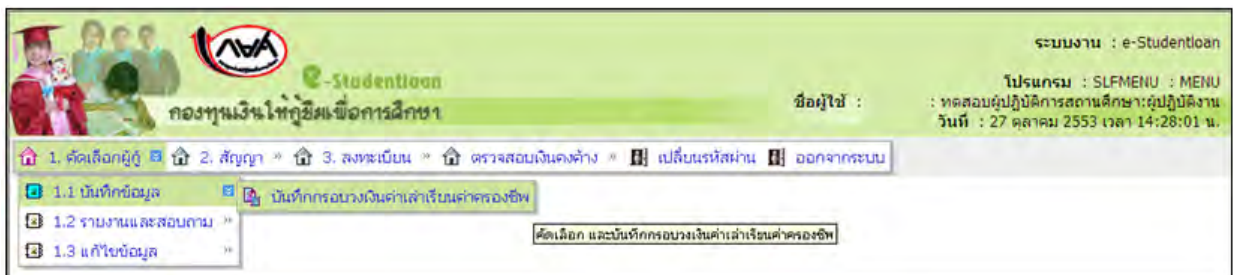 ระบบงาน : e-Studentloan
กยศ
e-Studentloan
กองทุนเงินให้กู้ยืมเพื่อการศึกษา
โปรแกรม : SLFMENU : MENU
ชื่อผู้ใช้ : : ทดสอบผู้ปฏิบัติการสถานศึกษา:ผู้ปฏิบัติงาน
วันที่ : 27 ตุลาคม 2553 เวลา 14:28:01 น.
1. คัดเลือกผู้กู้ 2. สัญญา » 3. ลงทะเบียน » ตรวจสอบเงินคงค้าง » เปลี่ยนรหัสผ่าน ออกจากระบบ
1.1 บันทึกข้อมูล บันทึกกรอบวงเงินค่าเล่าเรียนค่าครองชีพ
1.2 รายงานและสอบถาม »
คัดเลือก และบันทึกกรอบวงเงินค่าเล่าเรียนค่าครองชีพ
1.3 แก้ไขข้อมูล »